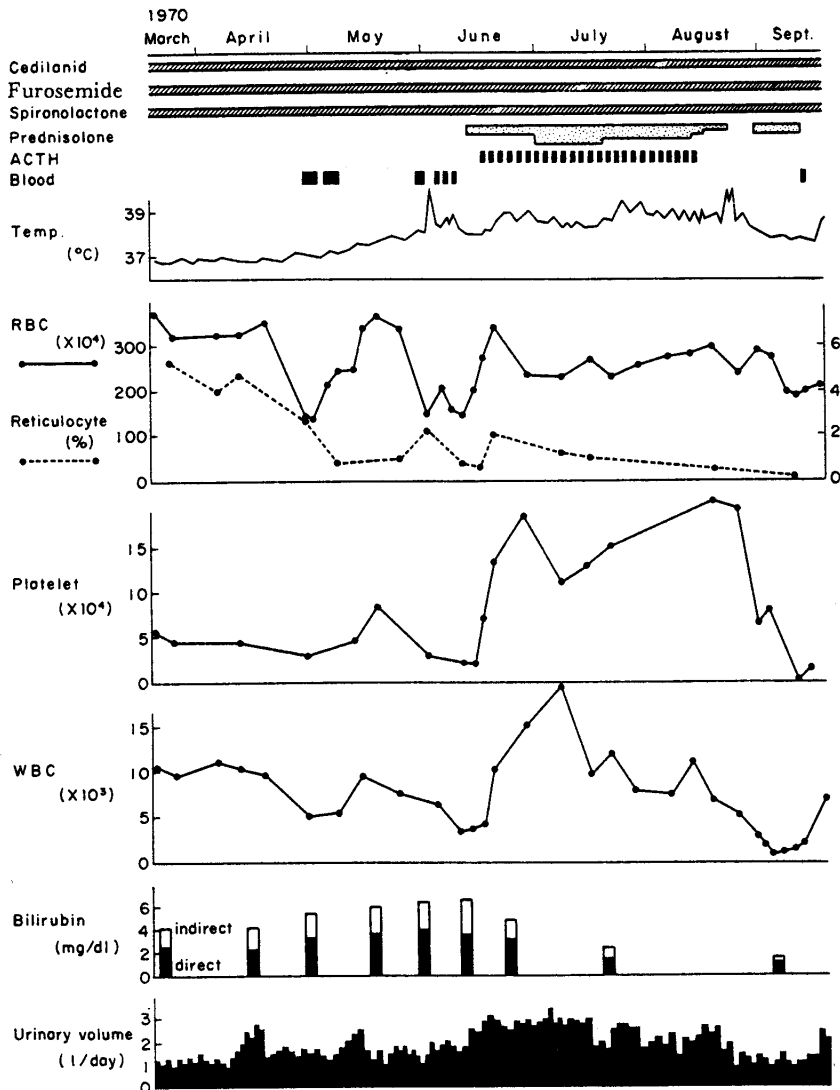 1970
March April May June July August Sept.
Cedilanid
Furosemide
Spironolactone
Prednisolone
ACTH
Blood
39
Temp.
(°C)
37
RBC
(X10⁴)
300
6
200
4
Reticulocyte
(%)
100
2
0
0
15
Platelet
(X10⁴)
5
0
15
WBC
10
(X10³)
5
0
Bilirubin
(mg/dl)
6
4
2
0
indirect
direct
Urinary volume
(l/day)
3
2
1
0